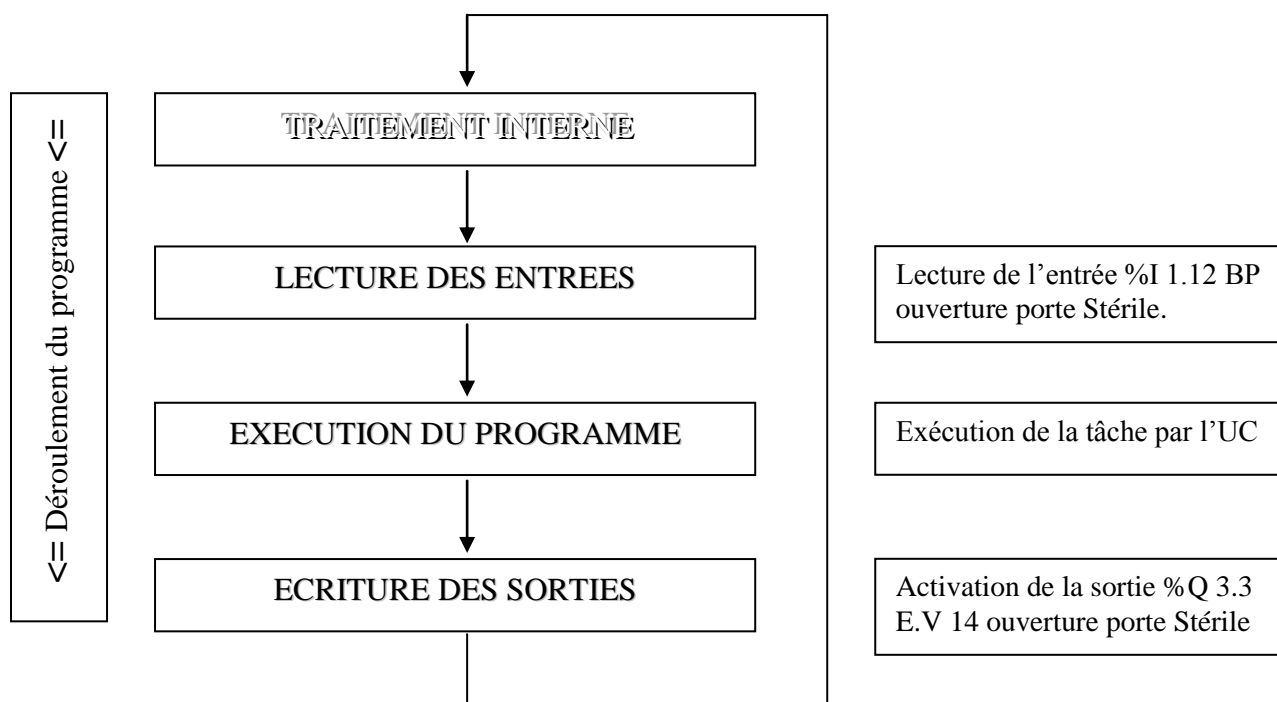 <= Déroulement du programme <=
TRAITEMENT INTERNE
LECTURE DES ENTREES
Lecture de l’entrée %I 1.12 BP
ouverture porte Stérile.
EXECUTION DU PROGRAMME
Exécution de la tâche par l’UC
ECRITURE DES SORTIES
Activation de la sortie %Q 3.3
E.V 14 ouverture porte Stérile